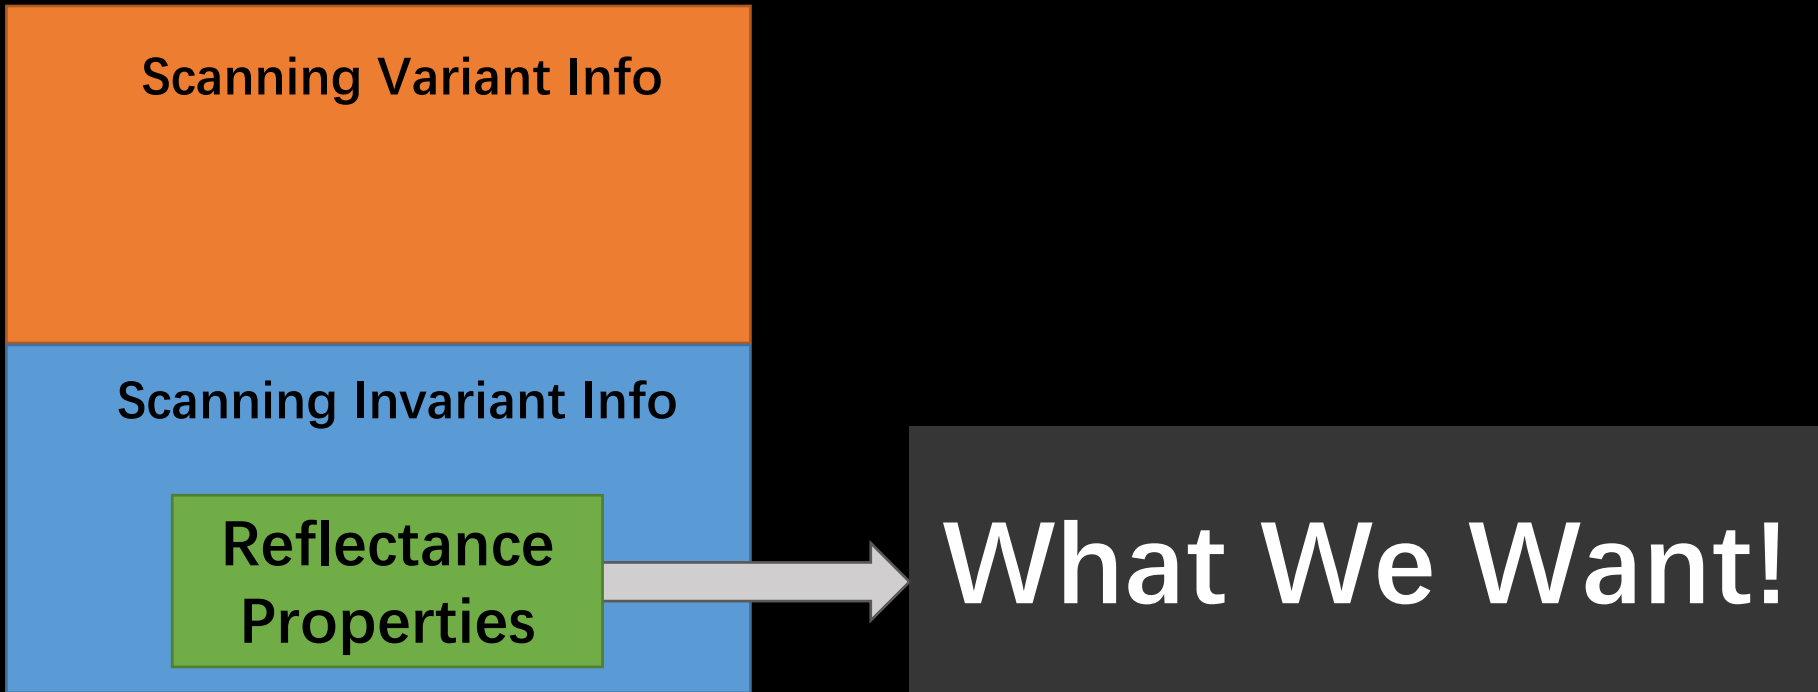 Scanning Variant Info
Scanning Invariant Info
Reflectance
Properties
What We Want!